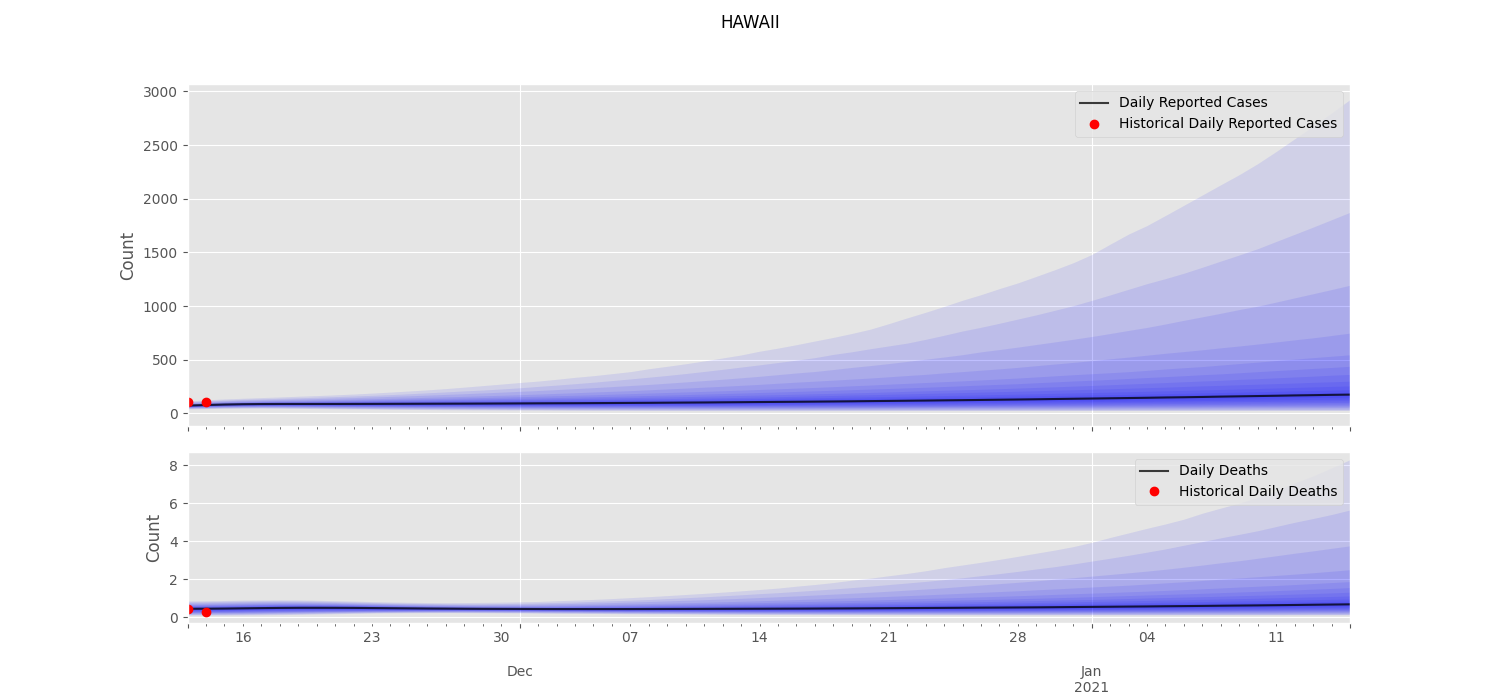 HAWAII
3000
2500
2000
1500
1000
500
0
Count
Daily Reported Cases
Historical Daily Reported Cases
8
6
4
2
0
Count
Daily Deaths
Historical Daily Deaths
16 23 30 07 14 21 28 04 11
Dec Jan
2021